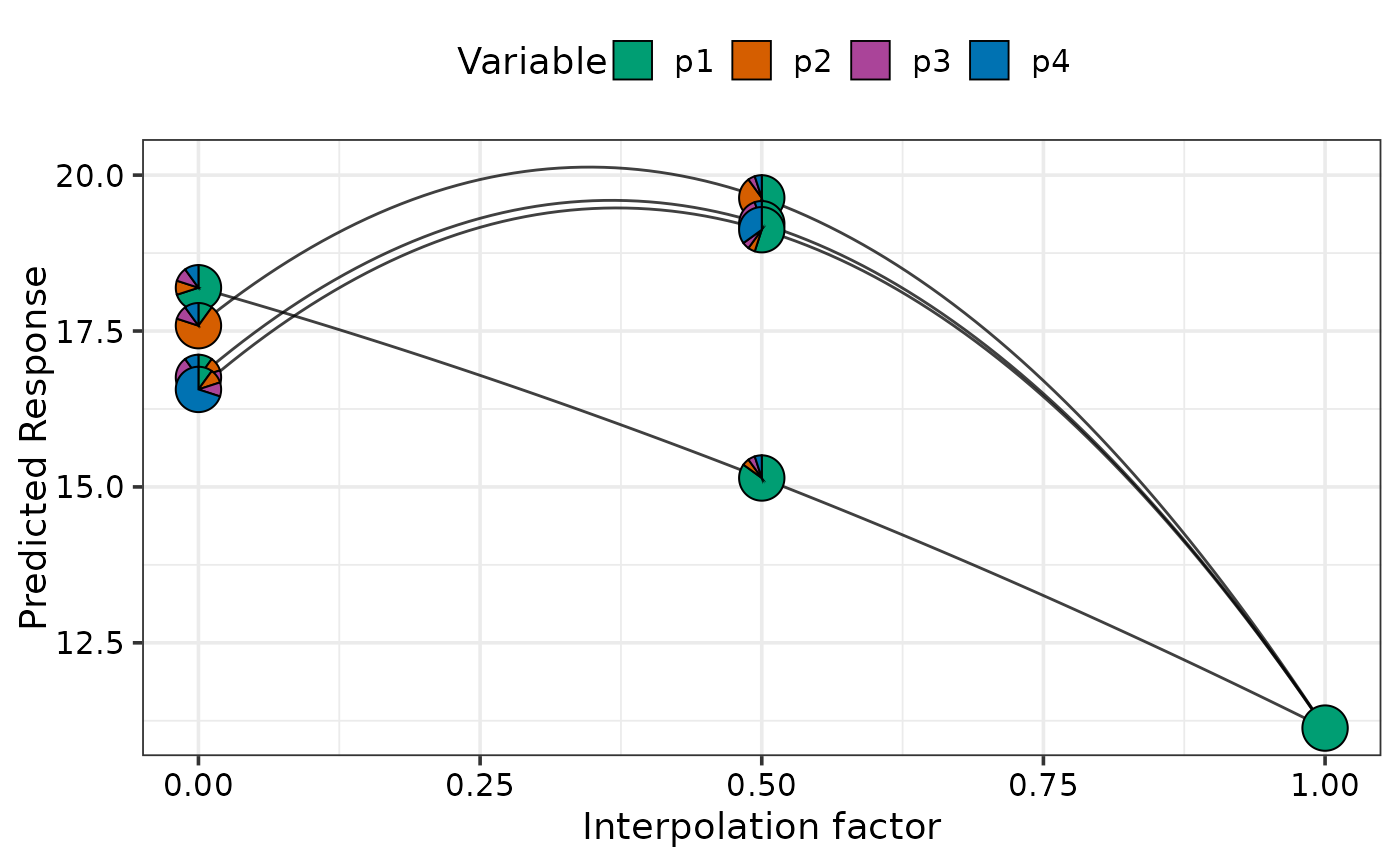 Variable p1 p2 p3 p4
20.0
17.5
15.0
12.5
Predicted Response
0.00 0.25 0.50 0.75 1.00
Interpolation factor